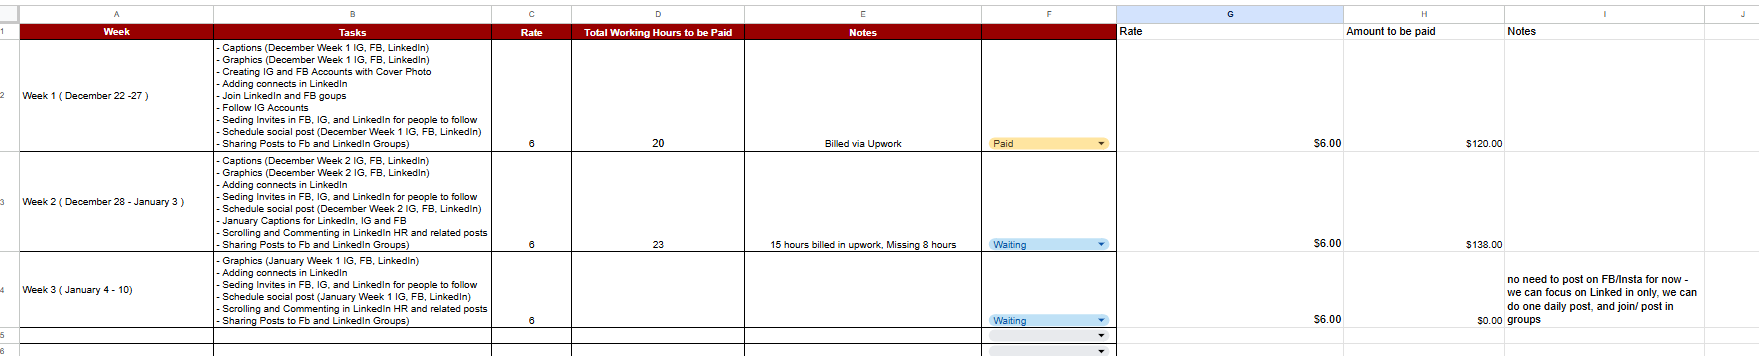 A B C D E F G H I J
1 Week Tasks Rate Total Working Hours to be Paid Notes Rate Amount to be paid Notes
- Captions (December Week 1 IG, FB, LinkedIn)
- Graphics (December Week 1 IG, FB, LinkedIn)
- Creating IG and FB Accounts with Cover Photo
- Adding connects in LinkedIn
2 Week 1 ( December 22 -27 ) - Join LinkedIn and FB goups
- Follow IG Accounts
- Seding Invites in FB, IG, and LinkedIn for people to follow
- Schedule social post (December Week 1 IG, FB, LinkedIn)
- Sharing Posts to Fb and LinkedIn Groups) 6 20 Billed via Upwork Paid $6.00 $120.00
- Captions (December Week 2 IG, FB, LinkedIn)
- Graphics (December Week 2 IG, FB, LinkedIn)
- Adding connects in LinkedIn
- Seding Invites in FB, IG, and LinkedIn for people to follow
3 Week 2 ( December 28 - January 3 ) - Schedule social post (December Week 2 IG, FB, LinkedIn)
- January Captions for LinkedIn, IG and FB
- Scrolling and Commenting in LinkedIn HR and related posts
- Sharing Posts to Fb and LinkedIn Groups) 6 23 15 hours billed in upwork, Missing 8 hours Waiting $6.00 $138.00
- Graphics (January Week 1 IG, FB, LinkedIn)
- Adding connects in LinkedIn
- Seding Invites in FB, IG, and LinkedIn for people to follow
4 Week 3 ( January 4 - 10) - Schedule social post (January Week 1 IG, FB, LinkedIn)
- Scrolling and Commenting in LinkedIn HR and related posts
- Sharing Posts to Fb and LinkedIn Groups) 6 Waiting $6.00 $0.00
no need to post on FB/Insta for now -
we can focus on Linked in only, we can
do one daily post, and join/ post in
groups
5
6